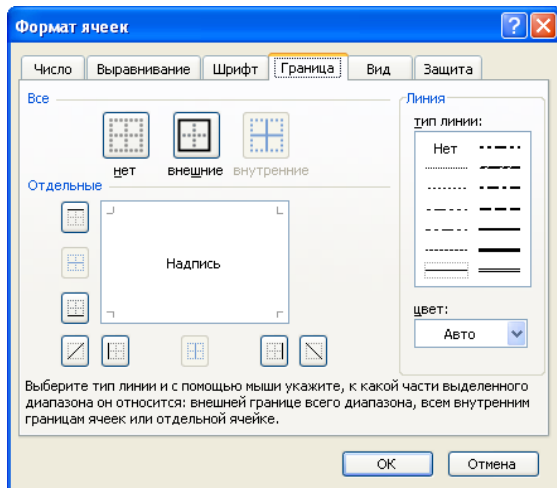 Формат ячеек
Число Выравнивание Шрифт Граница Вид Защита
Все
нет внешние внутренние
Отдельные
Надпись
Линия
тип линии:
Нет
цвет:
Авто
Выберите тип линии и с помощью мыши укажите, к какой части выделенного
диапазона он относится: внешней границе всего диапазона, всем внутренним
границам ячеек или отдельной ячейке.
ОК Отмена